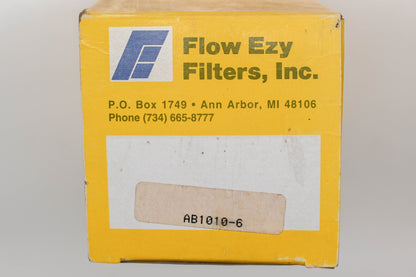 Flow Ezy
Filters, Inc.
P.O. Box 1749 • Ann Arbor, MI 48106
Phone (734) 665-8777
AB1010-6